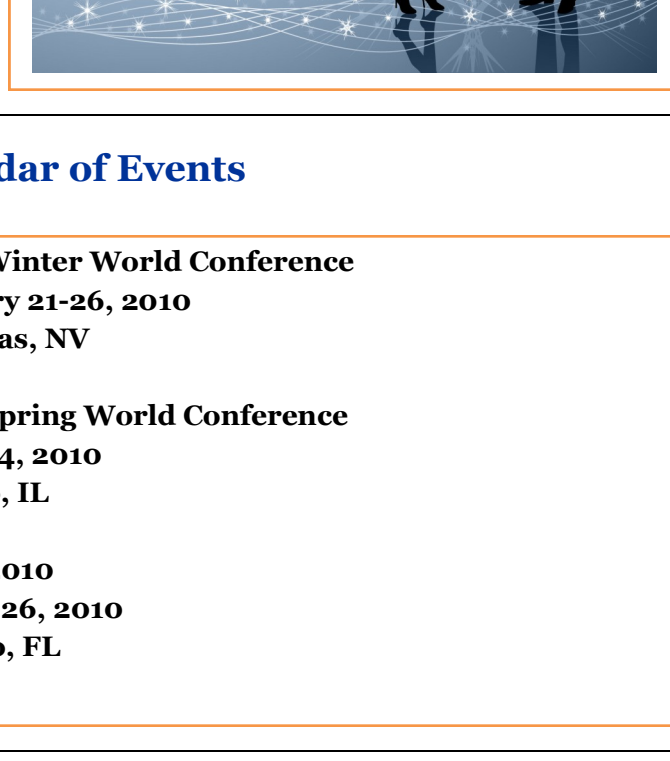 dar of Events
Winter World Conference
ry 21-26, 2010
as, NV
pring World Conference
4, 2010
, IL
010
26, 2010
o, FL